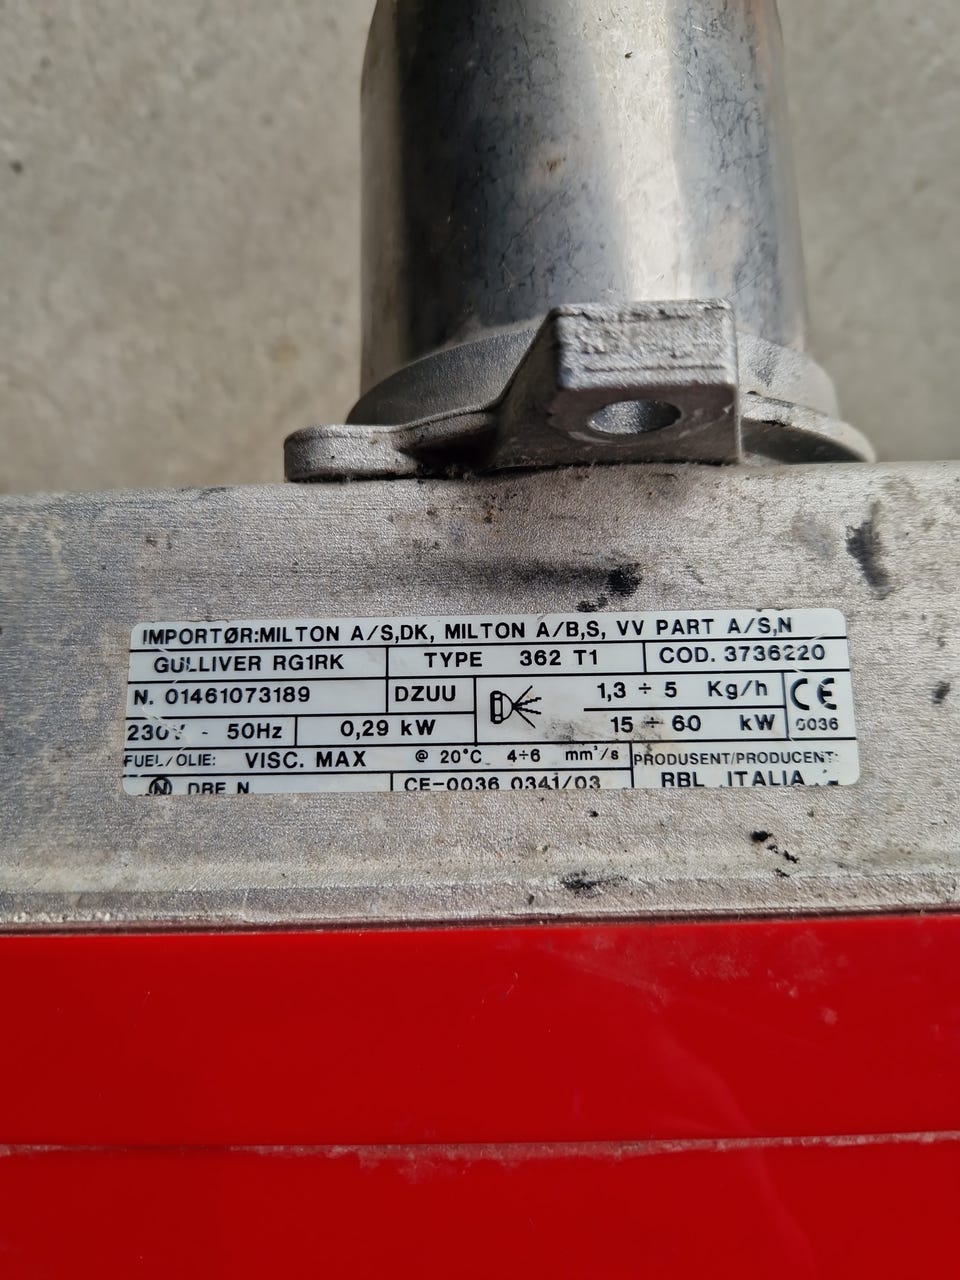 IMPORTØR:MILTON A/S,DK, MILTON A/B,S, VV PART A/S,N
GULLIVER RG1RK TYPE 362 T1 COD. 3736220
N. 01461073189 DZUU 1,3 ÷ 5 Kg/h CE
230V - 50Hz 0,29 kW 15 ÷ 60 kW 0036
FUEL/OLIE: VISC. MAX @ 20°C 4÷6 mm²/s PRODUSENT/PRODUCENT:
N CE-0036 0341/03 RBL ITALIA